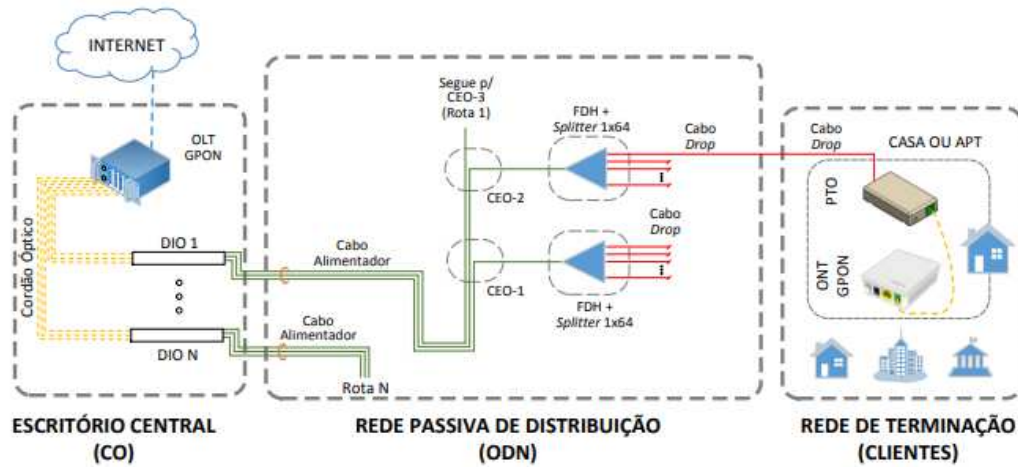 INTERNET
OLT
GPON
Cordão Óptico
DIO 1
DIO N
ESCRITÓRIO CENTRAL
(CO)
Cabo
Alimentador
Cabo
Alimentador
Rota N
Segue p/
CEO-3
(Rota 1)
CEO-2
CEO-1
FDH +
Splitter 1x64
Cabo
Drop
Cabo
Drop
FDH +
Splitter 1x64
REDE PASSIVA DE DISTRIBUIÇÃO
(ODN)
Cabo
Drop
CASA OU APT
PTO
ONT
GPON
REDE DE TERMINAÇÃO
(CLIENTES)